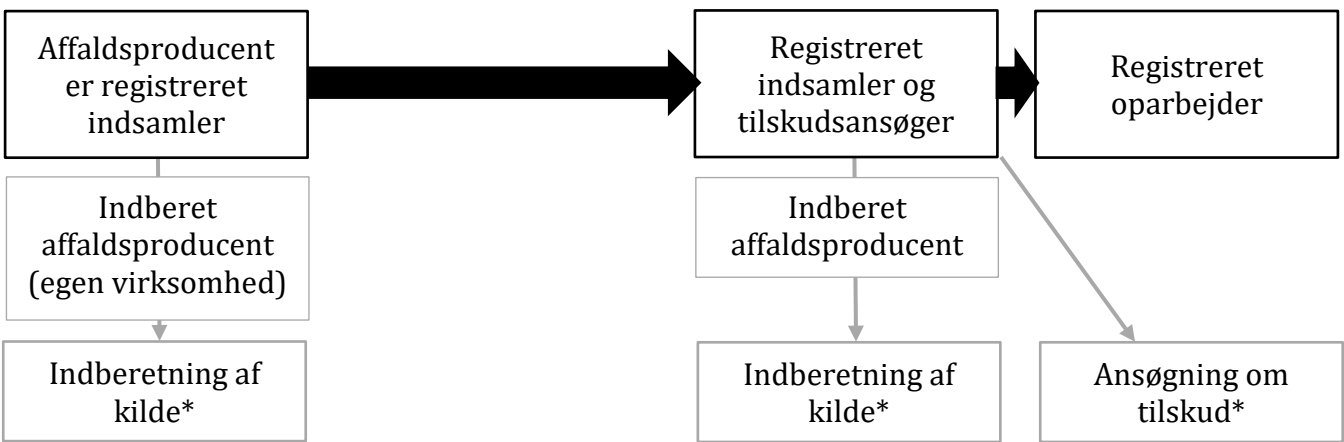 Affaldsproducent
er registreret
indsamler
Registreret
indsamler og
tilskudsansøger
Registreret
oparbejder
Indberet
affaldsproducent
(egen virksomhed)
Indberet
affaldsproducent
Indberetning af
kilde*
Indberetning af
kilde*
Ansøgning om
tilskud*